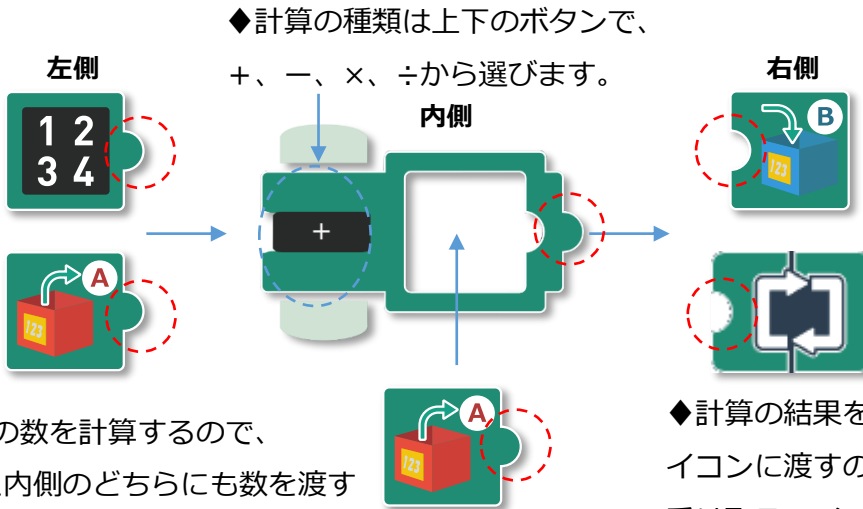 ◆計算の種類は上下のボタンで、
+、ー、×、÷から選びます。
左側
内側
右側
1 2
3 4
+
B
123
A
123
A
123
の数を計算するので、
内側のどちらにも数を渡す
◆計算の結果を
イコンに渡すの